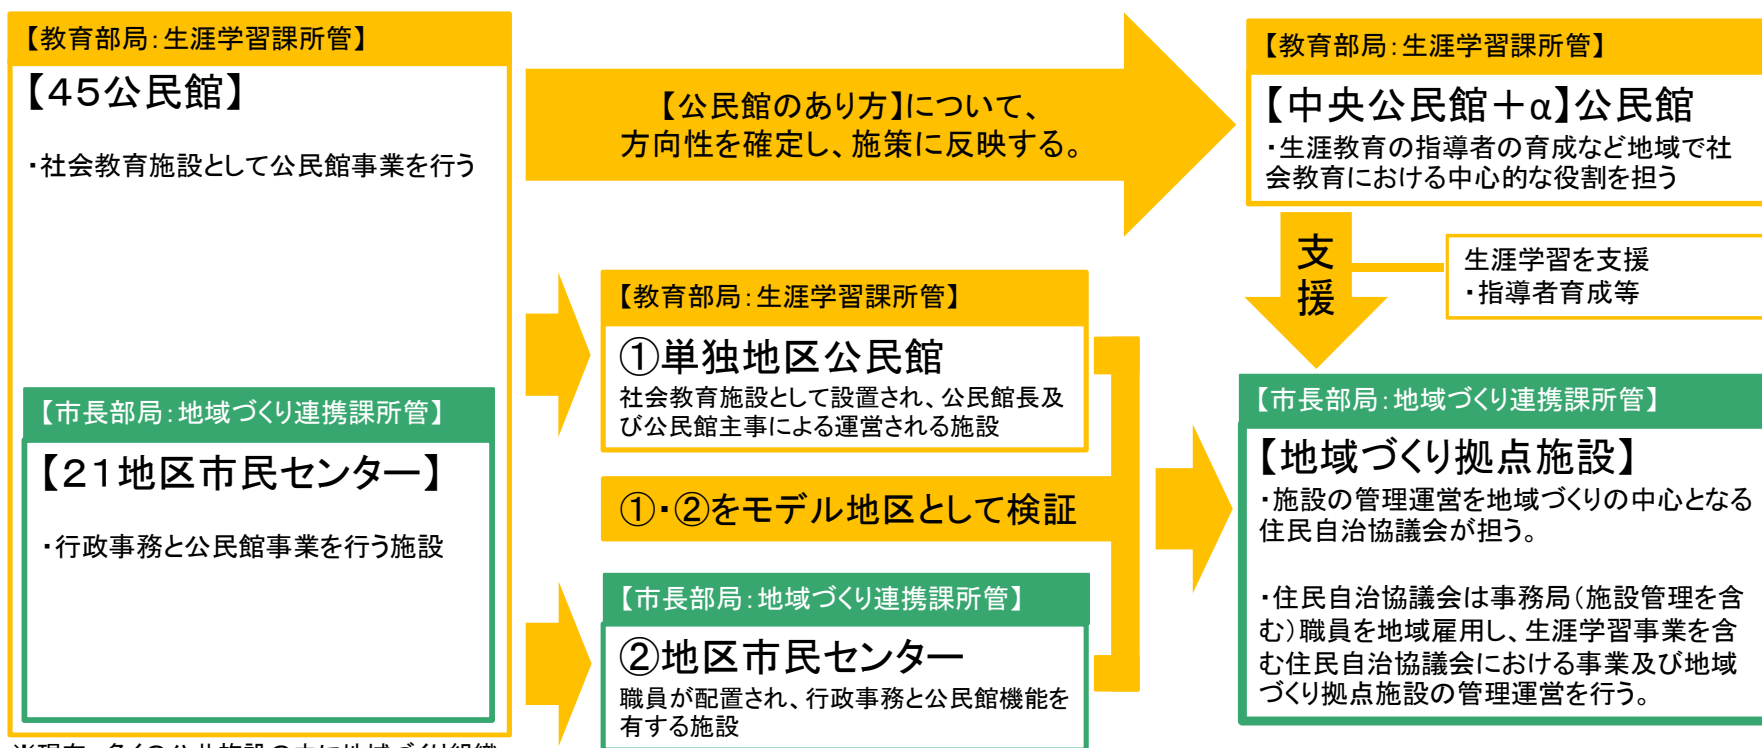 【教育部局:生涯学習課所管】
【45公民館】
・社会教育施設として公民館事業を行う
【市長部局:地域づくり連携課所管】
【21地区市民センター】
・行政事務と公民館事業を行う施設
【公民館のあり方】について、
方向性を確定し、施策に反映する。
【教育部局:生涯学習課所管】
①単独地区公民館
社会教育施設として設置され、公民館長及
び公民館主事による運営される施設
①・②をモデル地区として検証
【市長部局:地域づくり連携課所管】
②地区市民センター
職員が配置され、行政事務と公民館機能を
有する施設
【教育部局:生涯学習課所管】
【中央公民館+α】公民館
・生涯教育の指導者の育成など地域で社
会教育における中心的な役割を担う
支
援
生涯学習を支援
・指導者育成等
【市長部局:地域づくり連携課所管】
【地域づくり拠点施設】
・施設の管理運営を地域づくりの中心となる
住民自治協議会が担う。
・住民自治協議会は事務局(施設管理を含
む)職員を地域雇用し、生涯学習事業を含
む住民自治協議会における事業及び地域
づくり拠点施設の管理運営を行う。